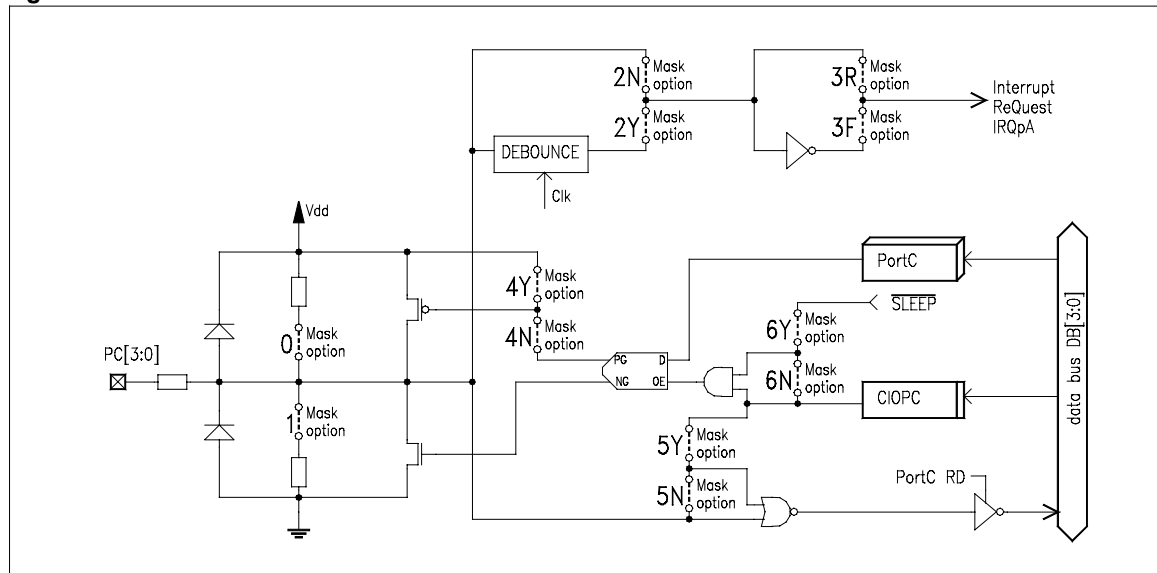 2N
Mask
option
2Y
Mask
option
3R
Mask
option
3F
Mask
option
Interrupt
ReQuest
IRQpA
DEBOUNCE
Clk
Vdd
4Y
Mask
option
4N
Mask
option
PortC
SLEEP
6Y
Mask
option
6N
Mask
option
0
Mask
option
PC[3:0]
PG
D
NG
OE
CIOPC
data bus DB[3:0]
1
Mask
option
5Y
Mask
option
5N
Mask
option
PortC RD